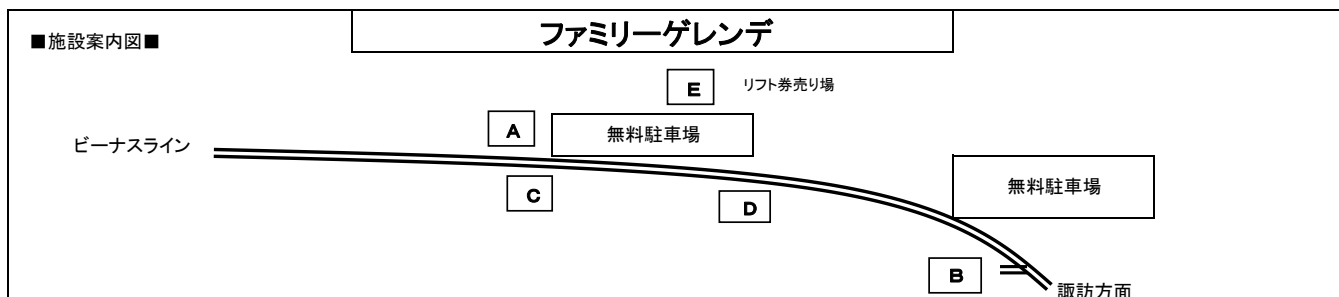 ■施設案内図■
ファミリーゲレンデ
E
リフト券売り場
A
無料駐車場
ビーナスライン
C
D
無料駐車場
B
諏訪方面